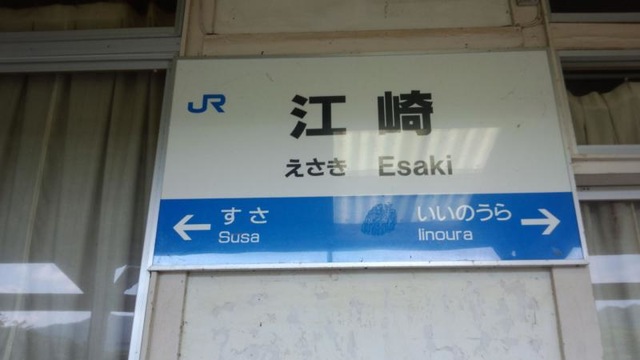 JR
江崎
えさき Esaki
← すさ いいのうら →
Susa Iinoura